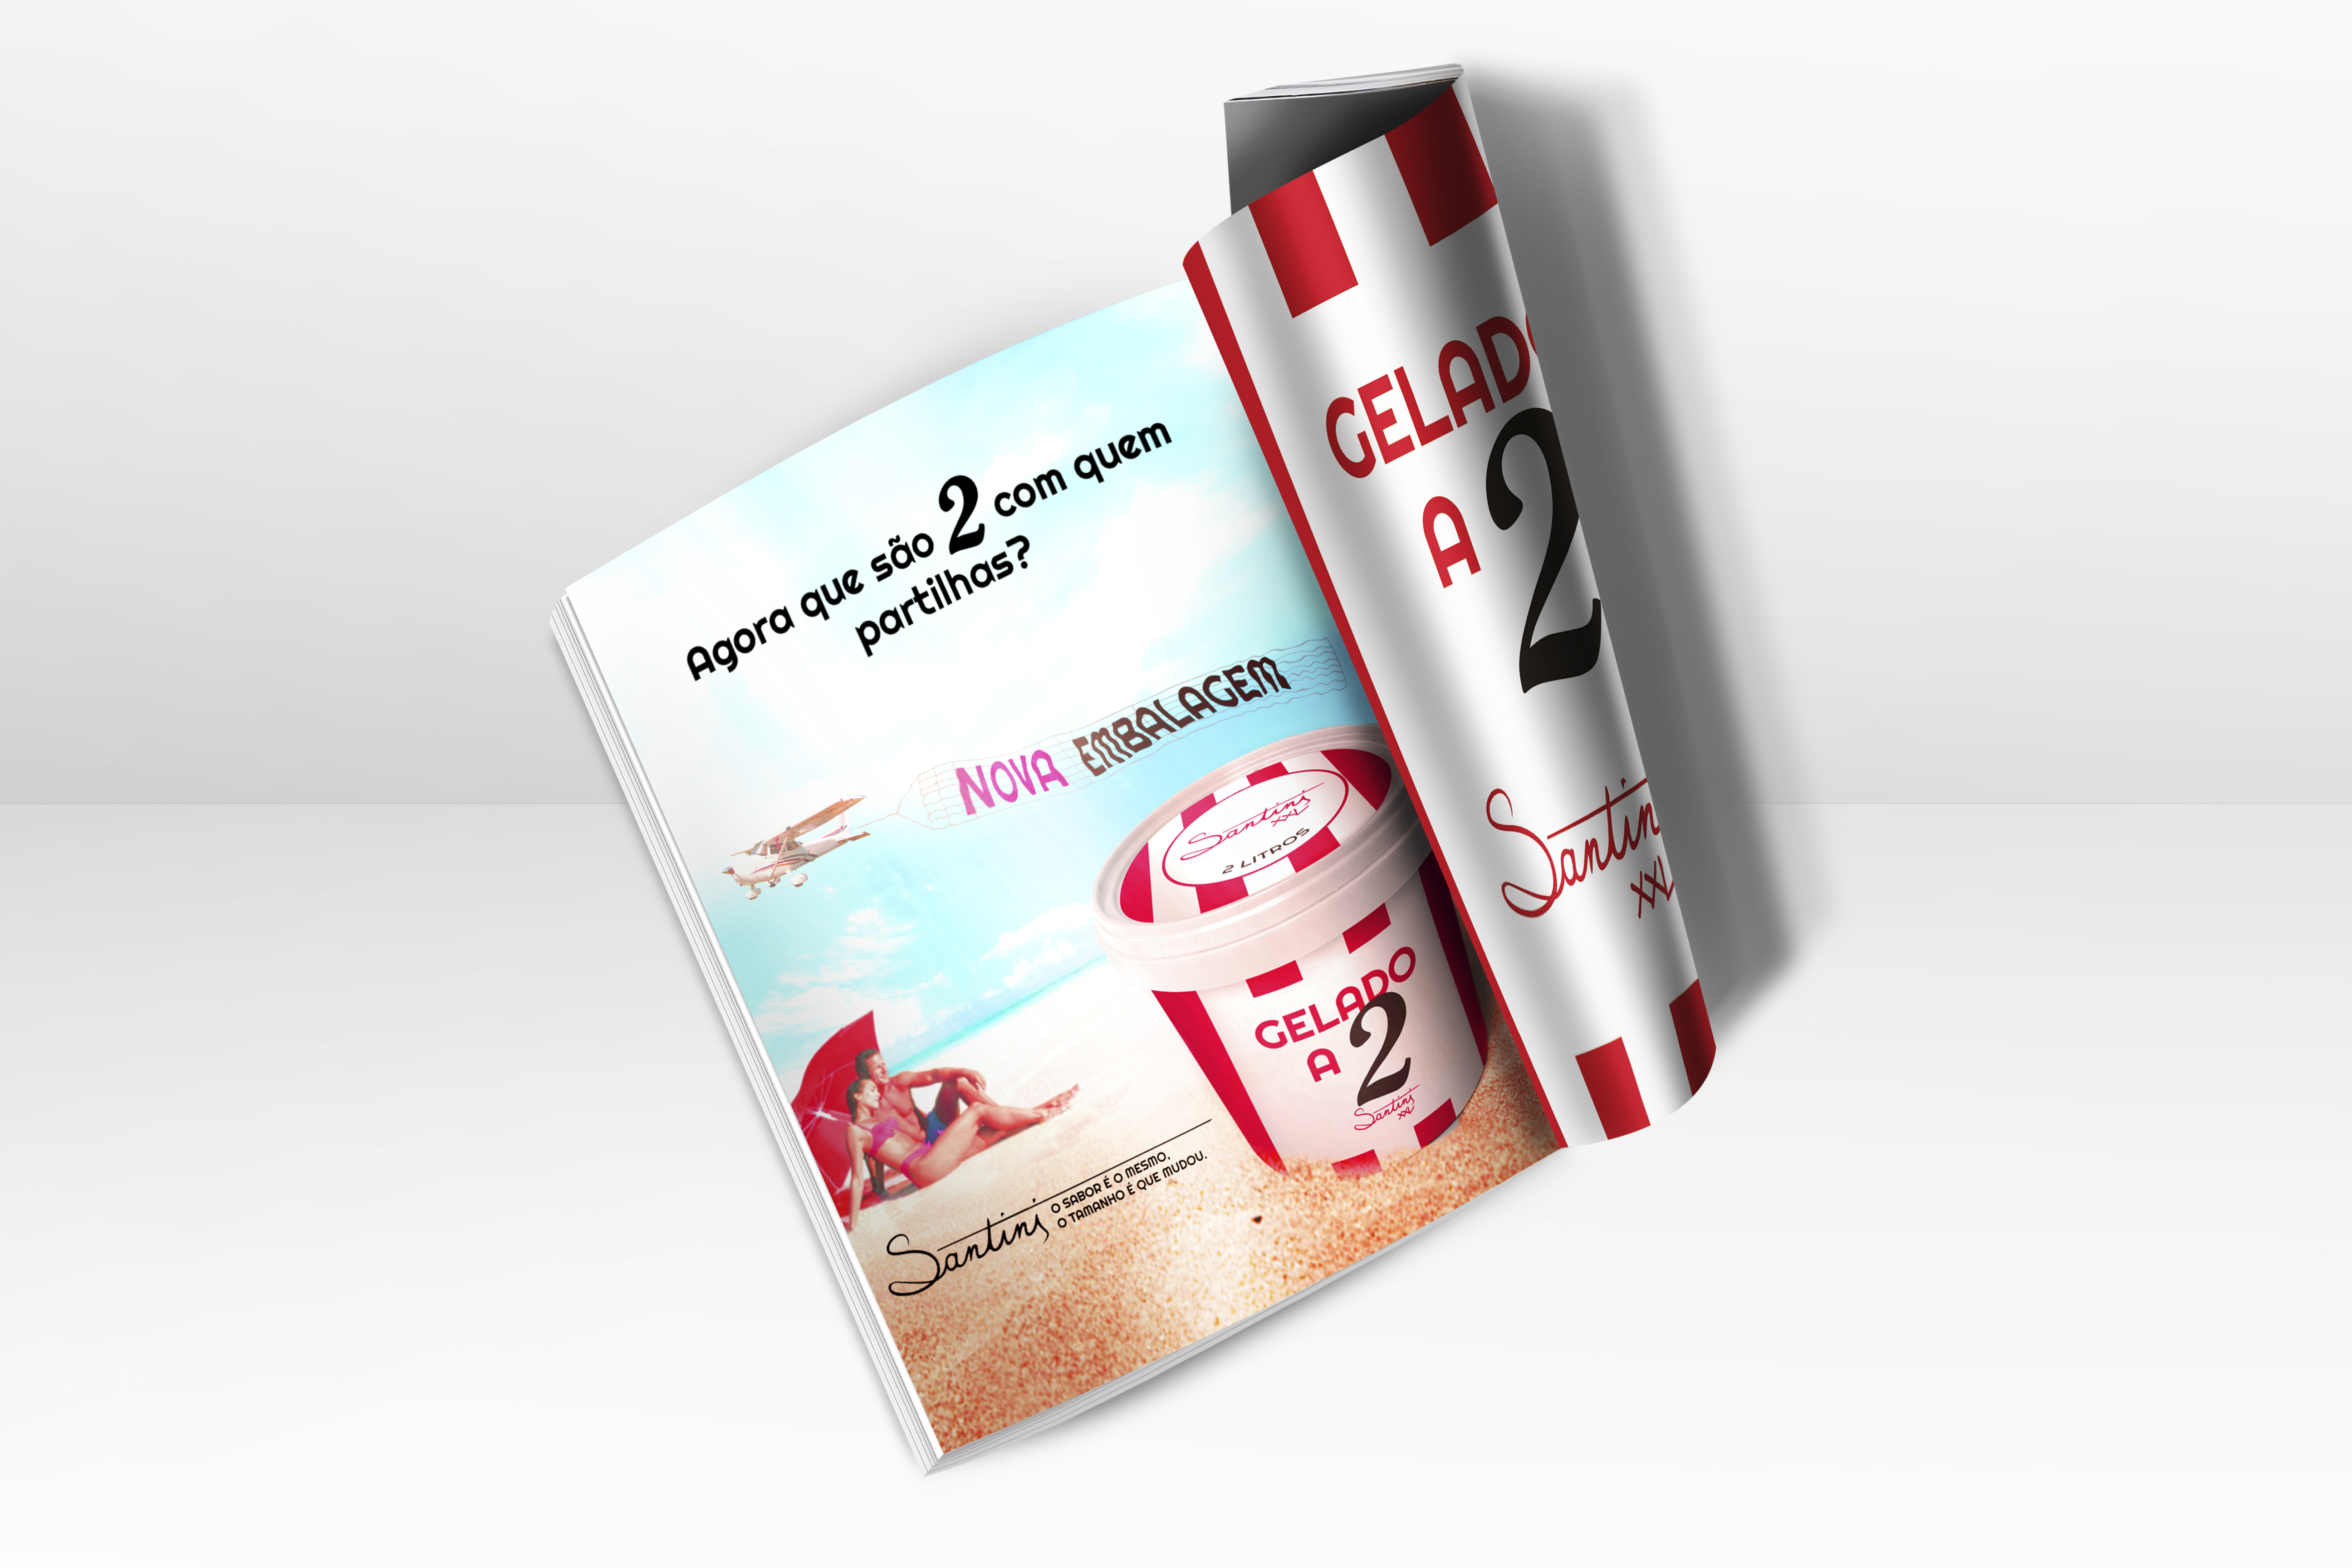 Agora que são 2 com quem
partilhas?
NOVA EMBALAGEM
Santini
XXL
2 LITROS
GELADO
A 2
Santini
XXL
Santini
O SABOR É O MESMO,
O TAMANHO É QUE MUDOU.
GELADO
A 2
Santini
XXL